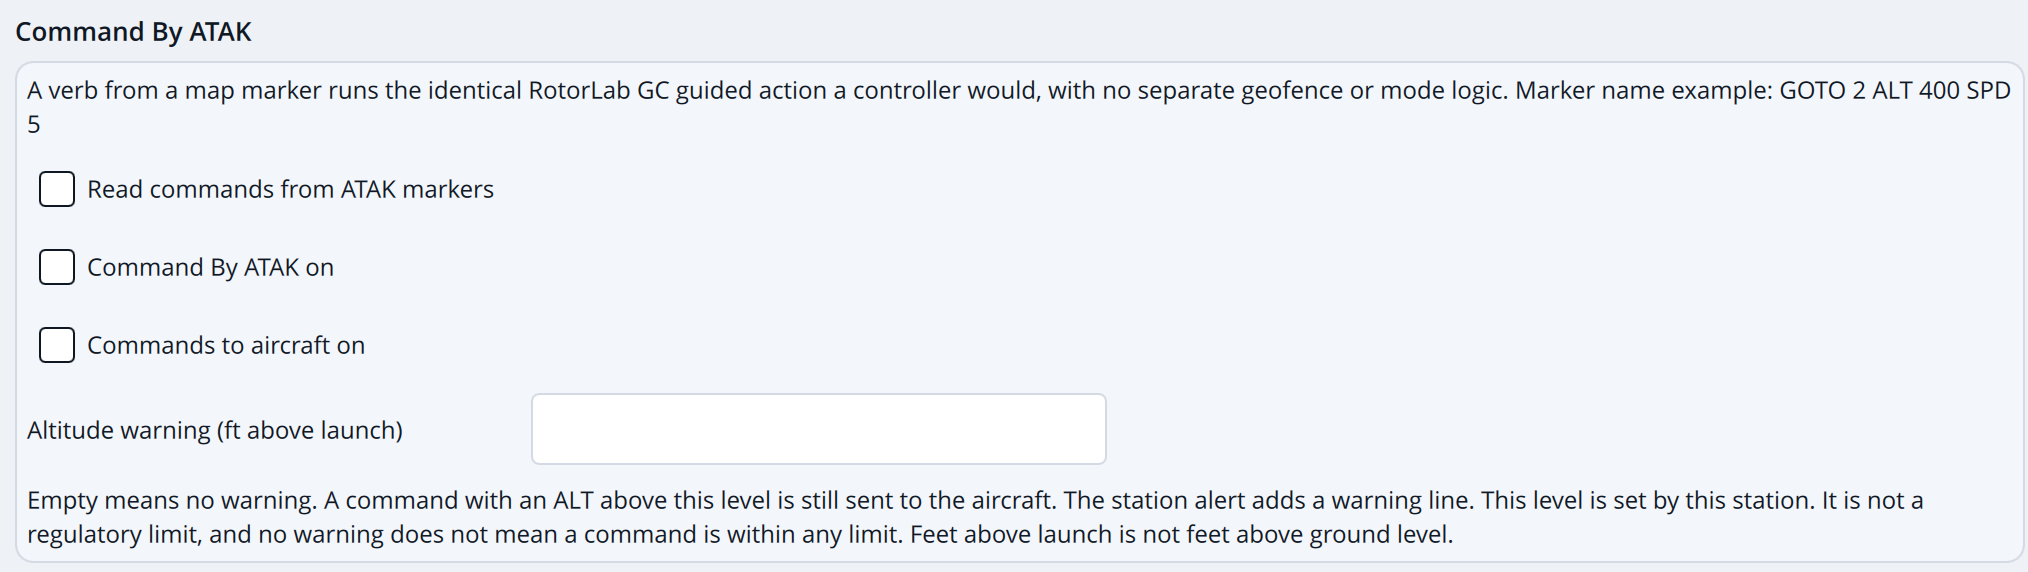 Command By ATAK
A verb from a map marker runs the identical RotorLab GC guided action a controller would, with no separate geofence or mode logic. Marker name example: GOTO 2 ALT 400 SPD
5
Read commands from ATAK markers
Command By ATAK on
Commands to aircraft on
Altitude warning (ft above launch)
Empty means no warning. A command with an ALT above this level is still sent to the aircraft. The station alert adds a warning line. This level is set by this station. It is not a
regulatory limit, and no warning does not mean a command is within any limit. Feet above launch is not feet above ground level.